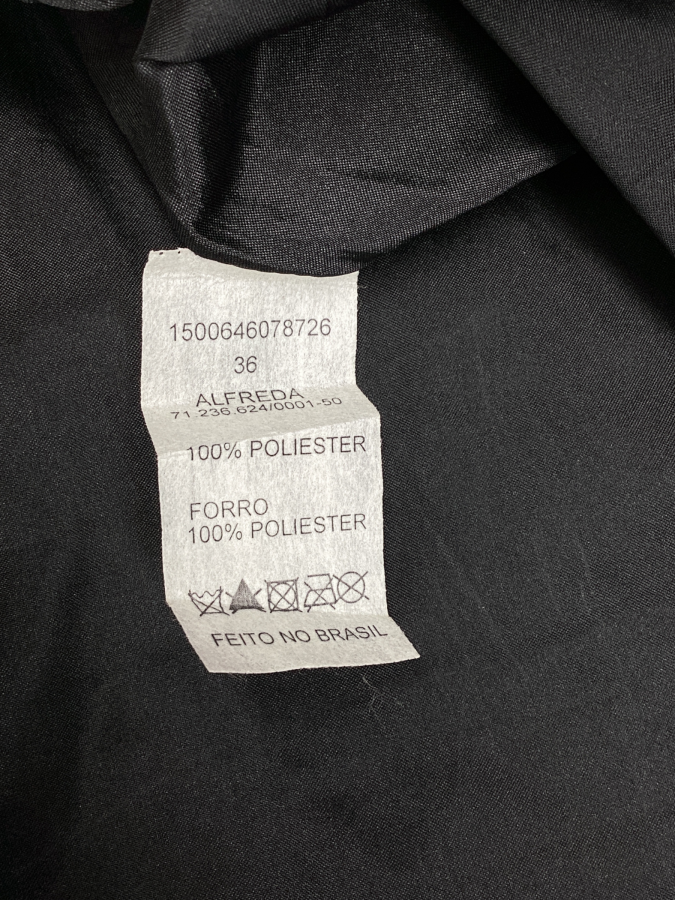 1500646078726
36
ALFREDA
71.236.624/0001-50
100% POLIESTER
FORRO
100% POLIESTER
FEITO NO BRASIL